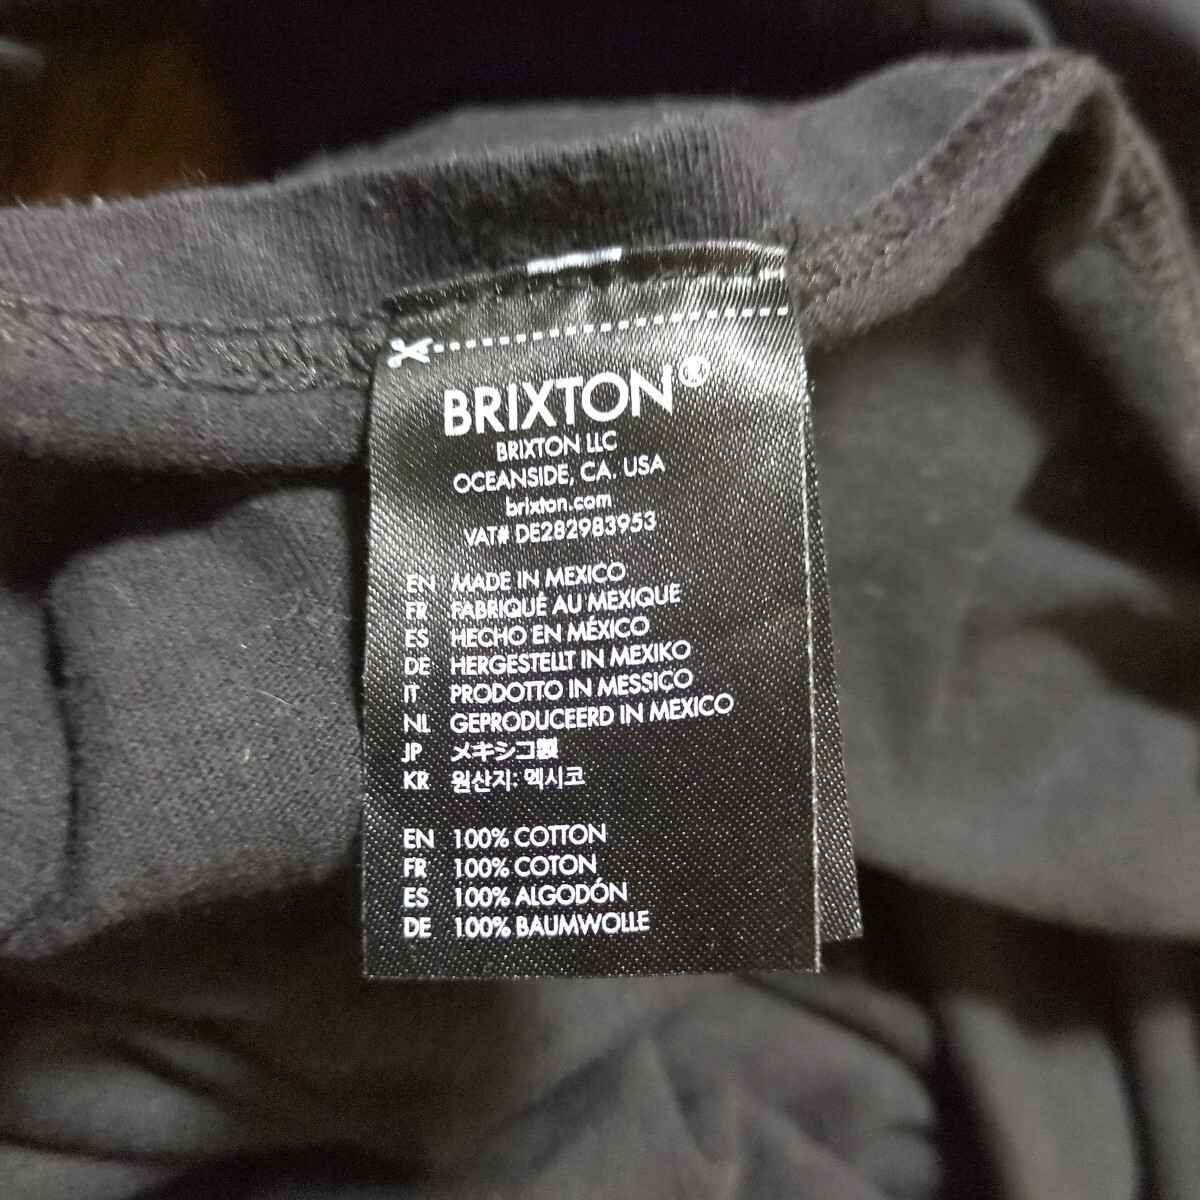 BRIXTON®
BRIXTON LLC
OCEANSIDE, CA. USA
brixton.com
VAT# DE282983953
EN MADE IN MEXICO
FR FABRIQUÉ AU MEXIQUE
ES HECHO EN MÉXICO
DE HERGESTELLT IN MEXIKO
IT PRODOTTO IN MESSICO
NL GEPRODUCEERD IN MEXICO
JP メキシコ製
KR 원산지: 멕시코
EN 100% COTTON
FR 100% COTON
ES 100% ALGODÓN
DE 100% BAUMWOLLE